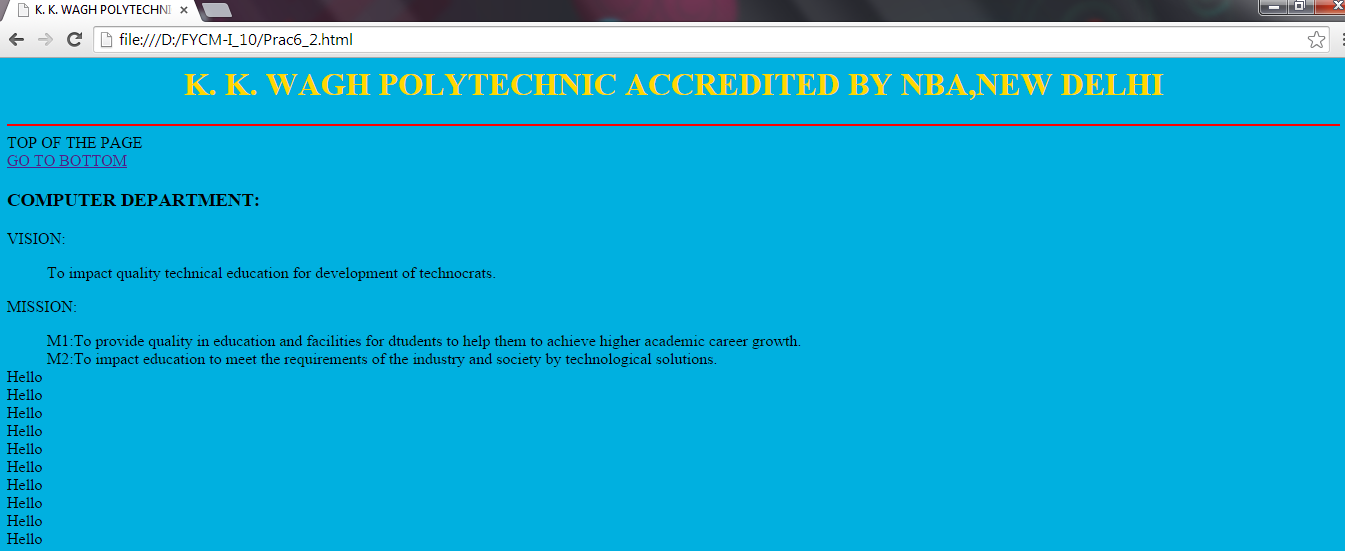 K. K. WAGH POLYTECHNI
file:///D:/FYCM-I_10/Prac6_2.html
K. K. WAGH POLYTECHNIC ACCREDITED BY NBA,NEW DELHI
TOP OF THE PAGE
GO TO BOTTOM
COMPUTER DEPARTMENT:
VISION:
To impact quality technical education for development of technocrats.
MISSION:
M1:To provide quality in education and facilities for dtudents to help them to achieve higher academic career growth.
M2:To impact education to meet the requirements of the industry and society by technological solutions.
Hello
Hello
Hello
Hello
Hello
Hello
Hello
Hello
Hello
Hello